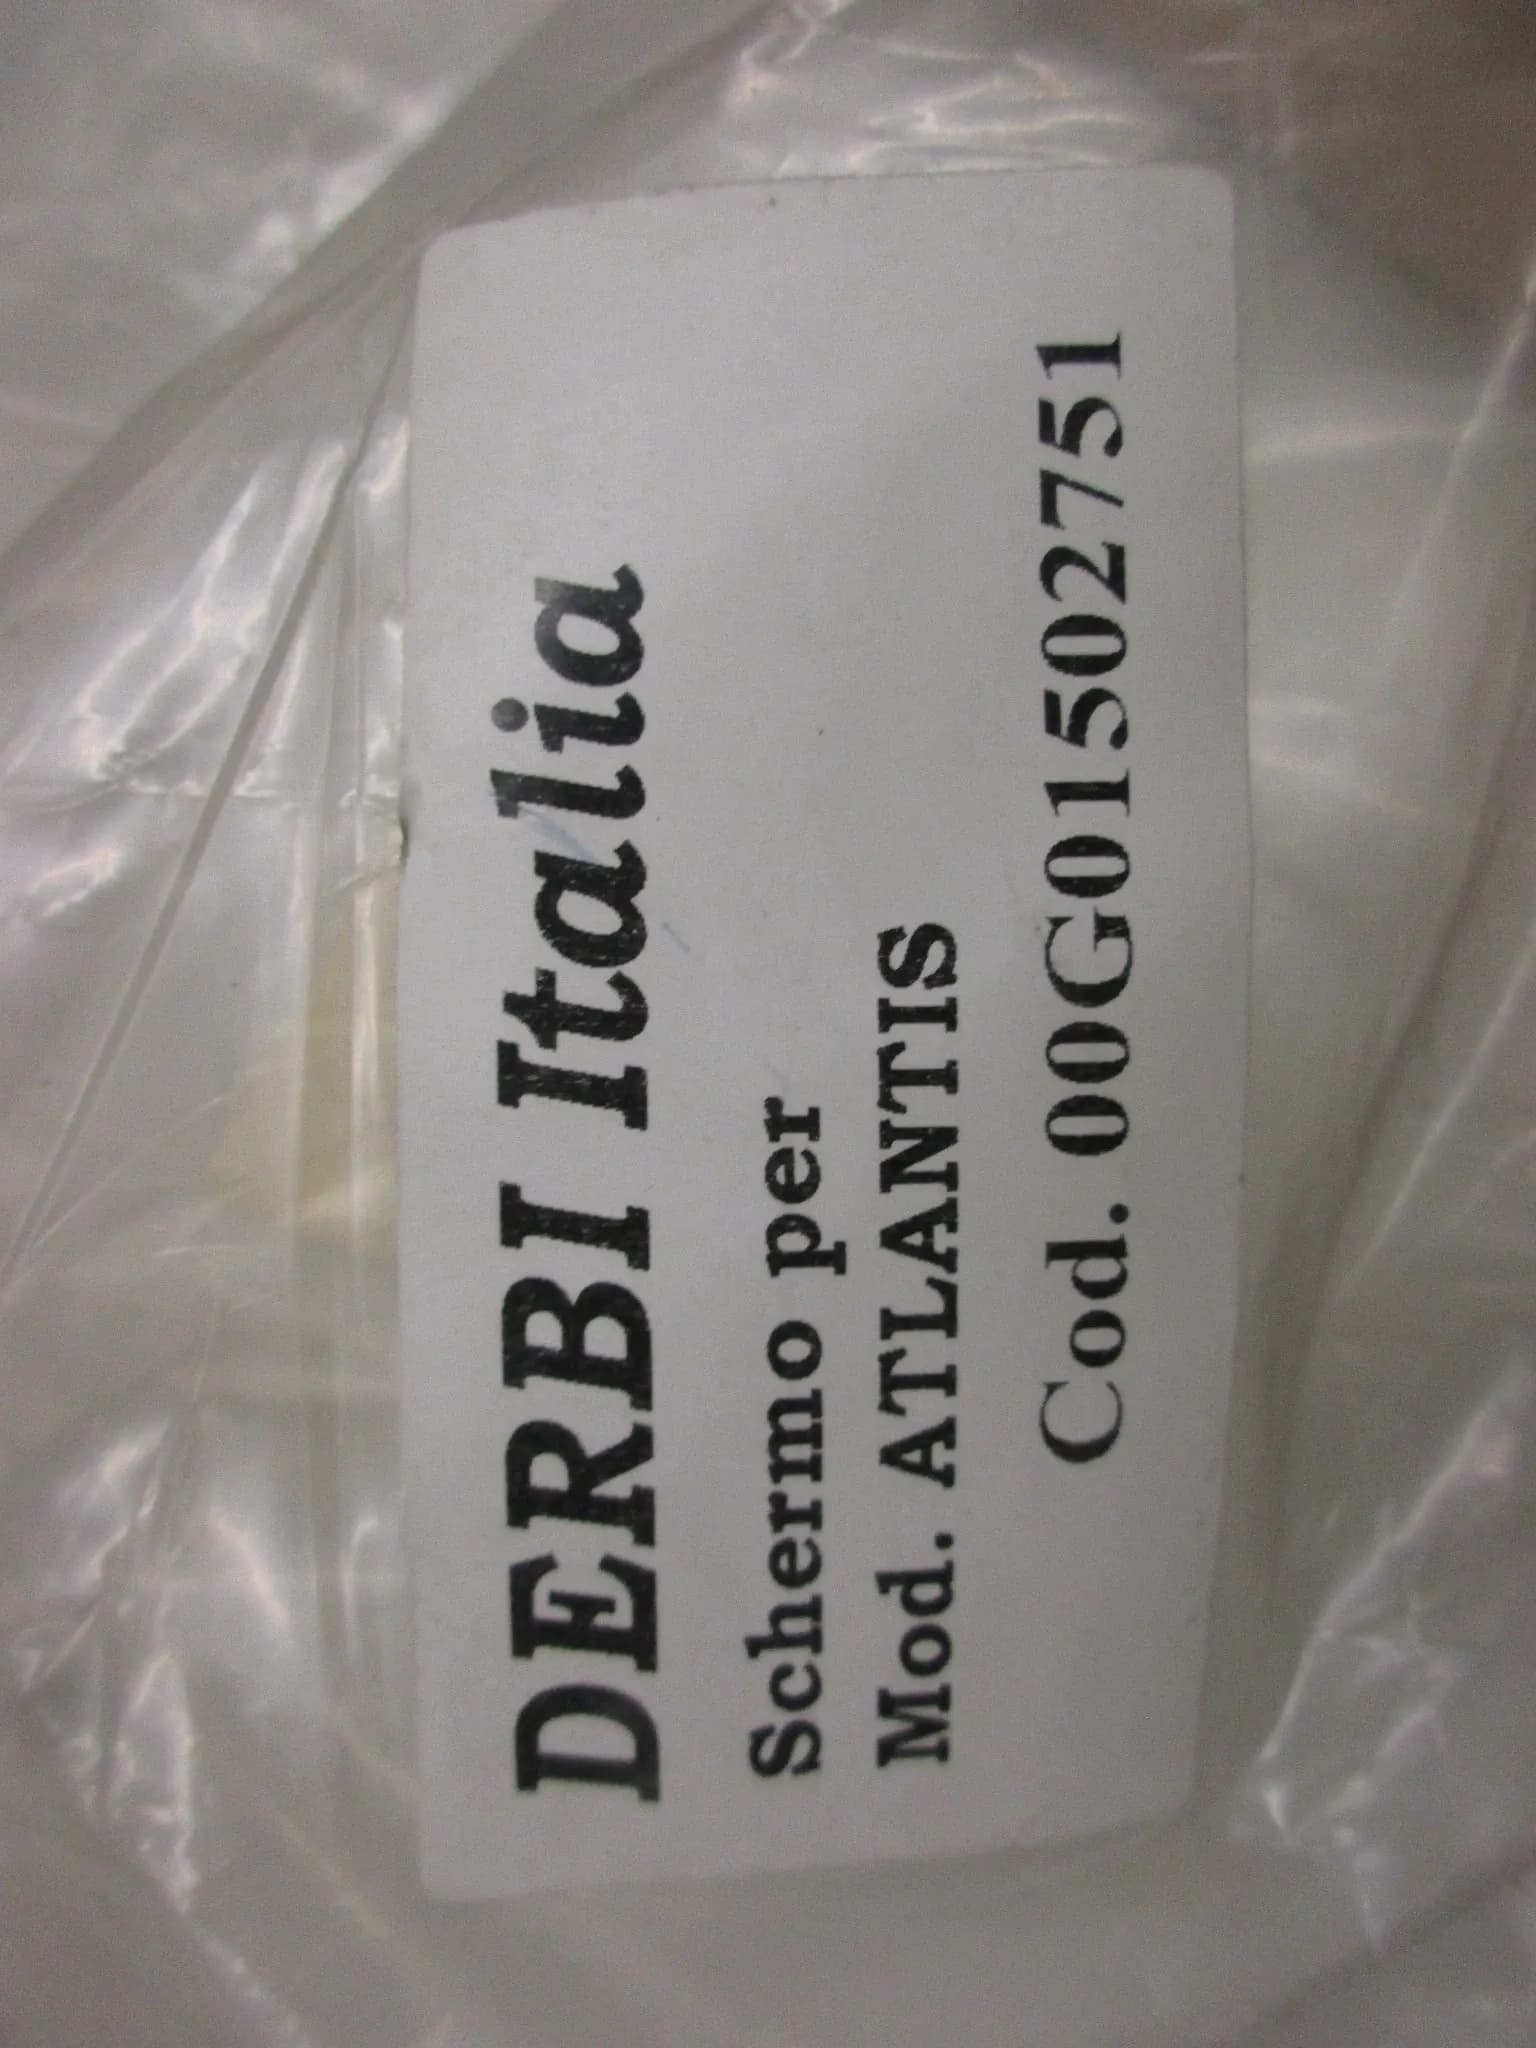 DERBI Italia
Schermo per
Mod. ATLANTIS
Cod. 00G01502751